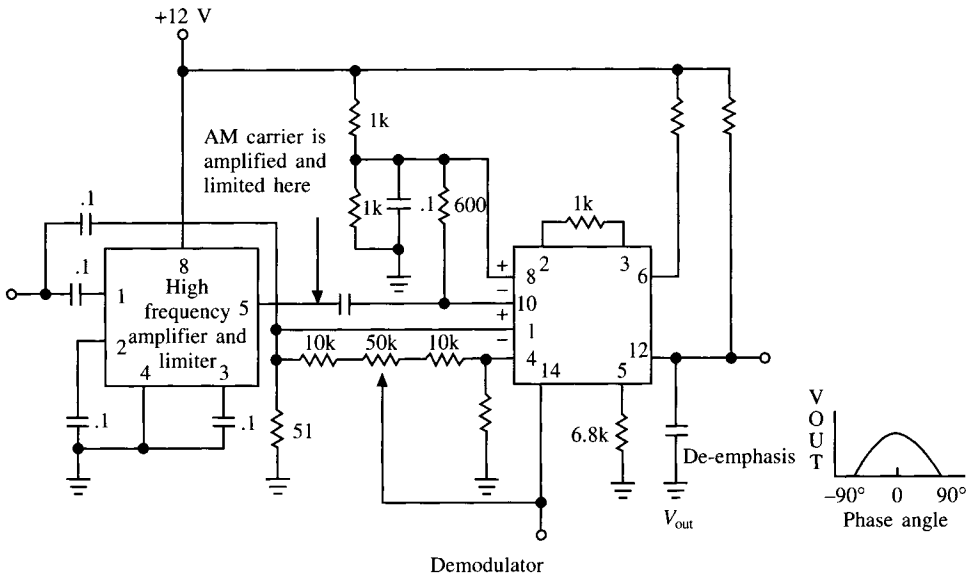 +12 V
1k
AM carrier is
amplified and
limited here
.1
1k
.1
600
1k
.1
8
High
frequency
amplifier and
limiter
1
2
5
4
3
+
8
−
10
+
1
−
4
2
3
6
12
14
5
10k
50k
10k
.1
.1
51
6.8k
De-emphasis
V
O
U
T
−90°
0
90°
Phase angle
Vout
Demodulator